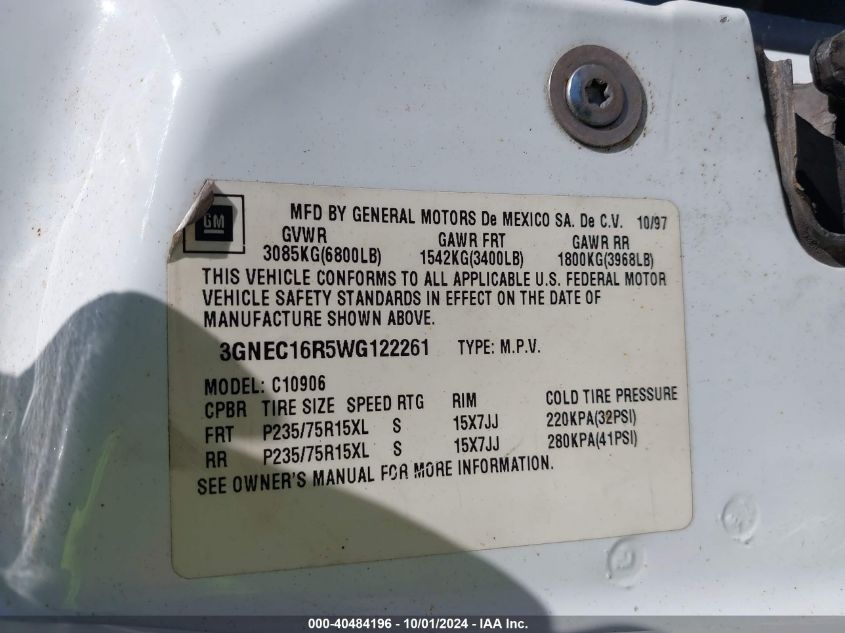 GM
MFD BY GENERAL MOTORS De MEXICO SA. De C.V. 10/97
GVWR GAWR FRT GAWR RR
3085KG(6800LB) 1542KG(3400LB) 1800KG(3968LB)
THIS VEHICLE CONFORMS TO ALL APPLICABLE U.S. FEDERAL MOTOR
VEHICLE SAFETY STANDARDS IN EFFECT ON THE DATE OF
MANUFACTURE SHOWN ABOVE.
3GNEC16R5WG122261 TYPE: M.P.V.
MODEL: C10906
CPBR TIRE SIZE SPEED RTG RIM COLD TIRE PRESSURE
FRT P235/75R15XL S 15X7JJ 220KPA(32PSI)
RR P235/75R15XL S 15X7JJ 280KPA(41PSI)
SEE OWNER'S MANUAL FOR MORE INFORMATION.
000-40484196 - 10/01/2024 - IAA Inc.